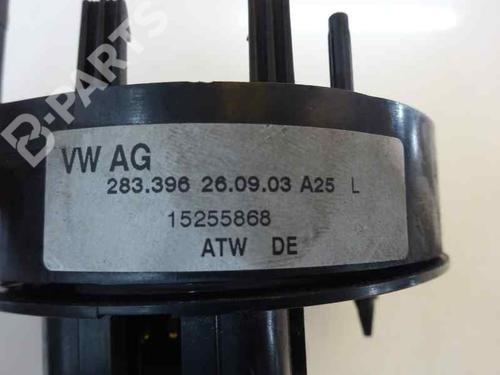 B-PARTS
VW AG
283.396 26.09.03 A25 L
15255868
ATW DE